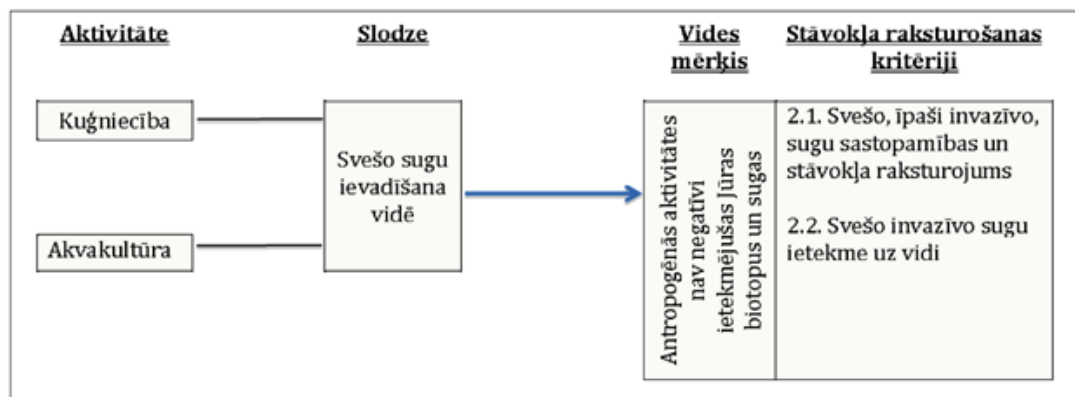 Aktivitāte
Slodze
Vides
mērķis
Stāvokļa raksturošanas
kritēriji
Kuģniecība
Akvakultūra
Svešo sugu
ievadīšana
vidē
Antropogēnās aktivitātes
nav negatīvi
ietekmējušas Jūras
biotopus un sugas
2.1. Svešo, īpaši invazīvo,
sugu sastopamības un
stāvokļa raksturojums
2.2. Svešo invazīvo sugu
ietekme uz vidi